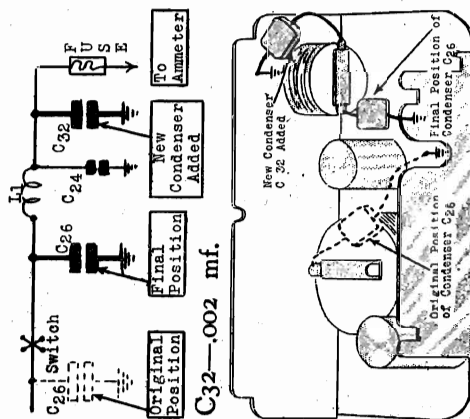 L1
C26
C24
C32
FUSE
Switch
C26
Original
Position
Final
Position
New
Condenser
Added
To
Ammeter
C32—.002 mf.
New Condenser
C 32 Added
Original Position
of Condenser C26
Final Position of
Condenser C26